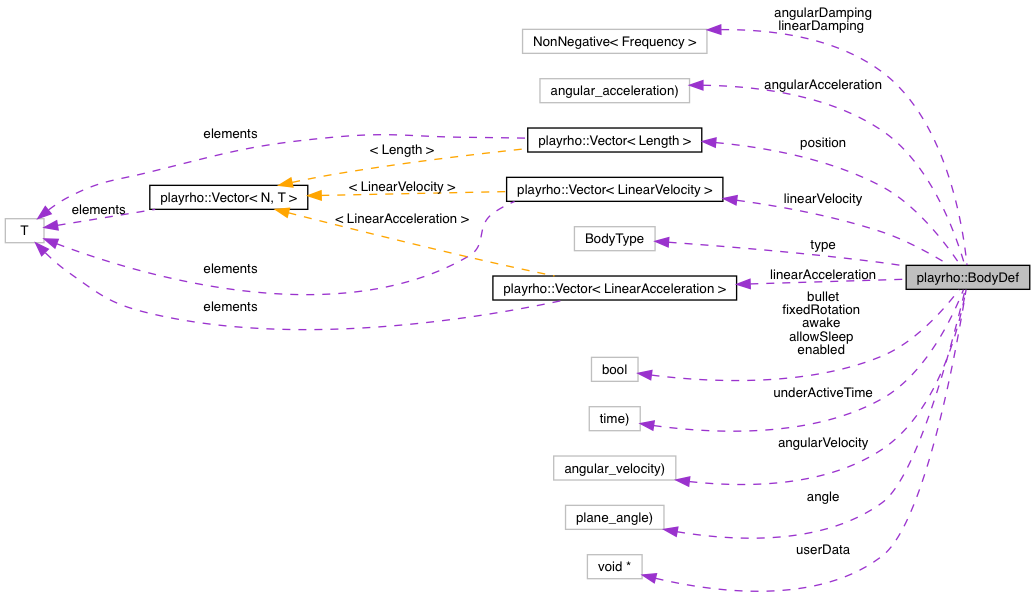 angularDamping
linearDamping
NonNegative< Frequency >
angularAcceleration
angular_acceleration)
elements
playrho::Vector< Length >
position
< Length >
< LinearVelocity >
playrho::Vector< LinearVelocity >
playrho::Vector< N, T >
linearVelocity
elements
< LinearAcceleration >
T
BodyType
type
elements
linearAcceleration
playrho::BodyDef
playrho::Vector< LinearAcceleration >
elements
bullet
fixedRotation
awake
allowSleep
enabled
bool
underActiveTime
time)
angularVelocity
angular_velocity)
angle
plane_angle)
userData
void *